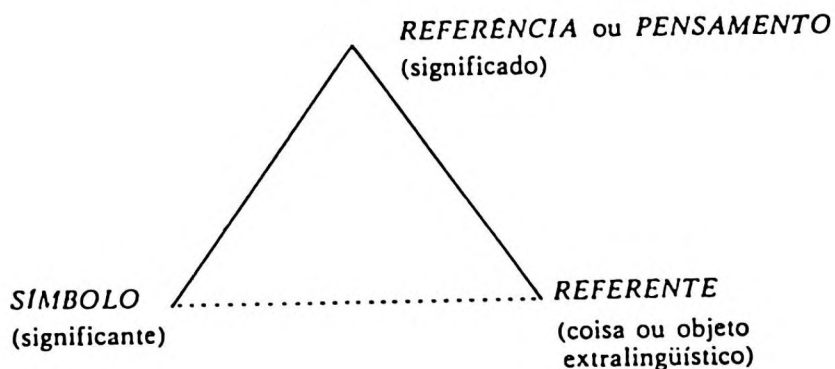 REFERÊNCIA ou PENSAMENTO
(significado)
SÍMBOLO
(significante)
REFERENTE
(coisa ou objeto
extralingüístico)